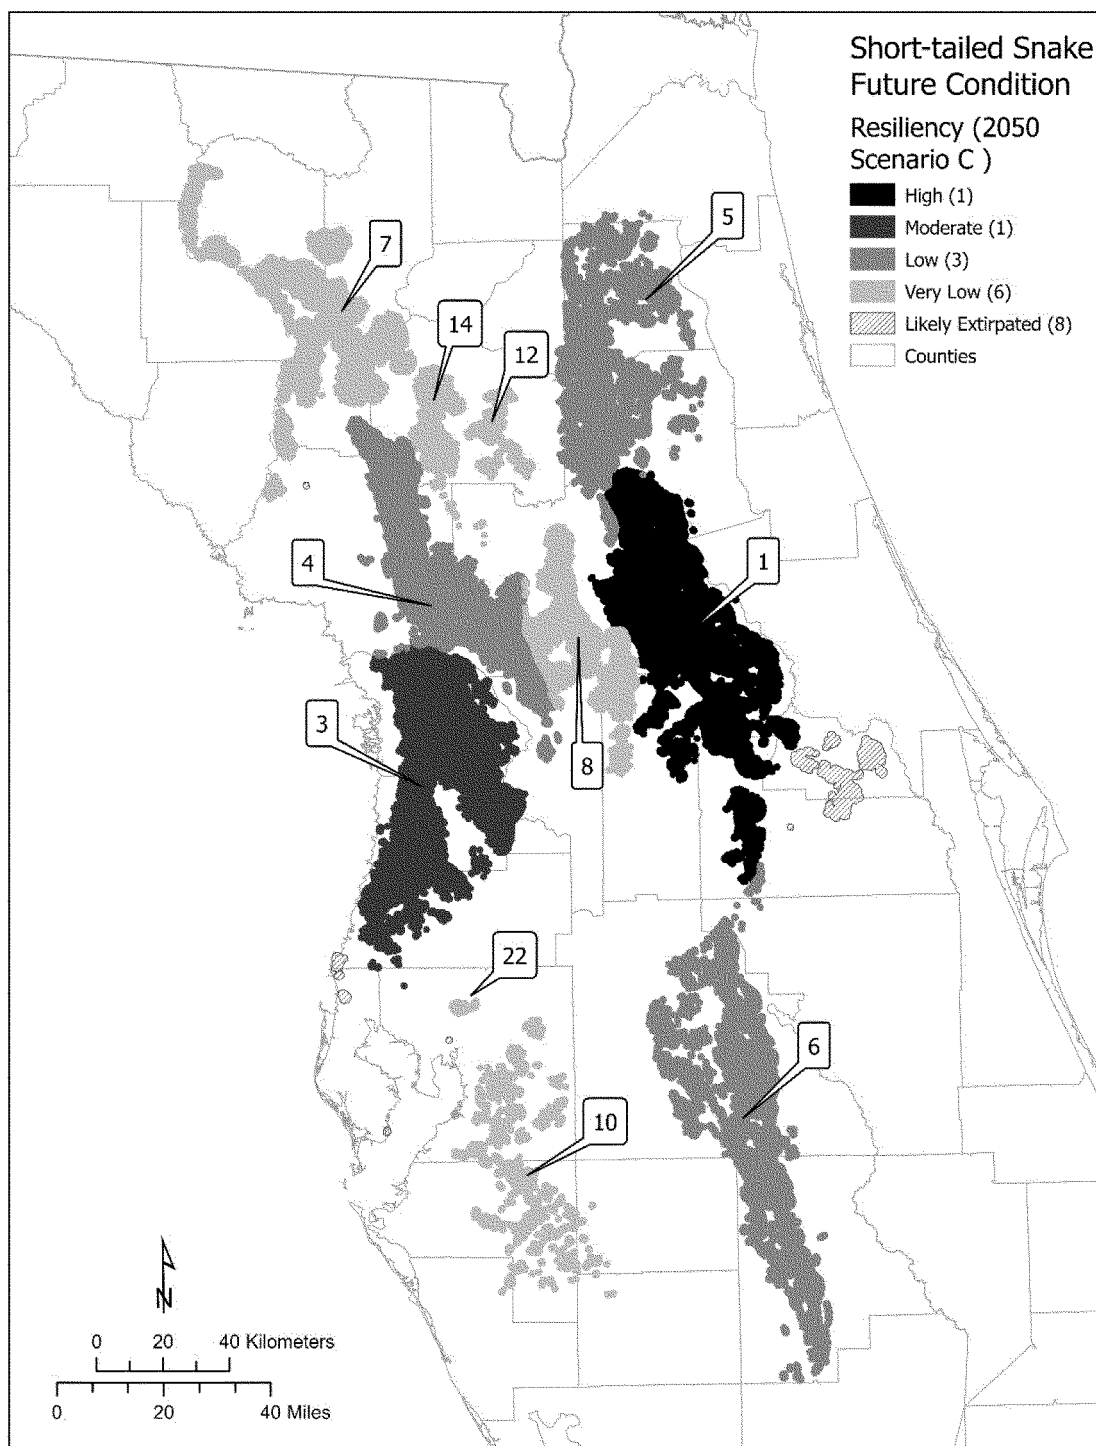 Short-tailed Snake
Future Condition
Resiliency (2050
Scenario C )
High (1)
Moderate (1)
Low (3)
Very Low (6)
Likely Extirpated (8)
Counties
5
7
14
12
4
1
3
8
22
6
10
N
0 20 40 Kilometers
0 20 40 Miles